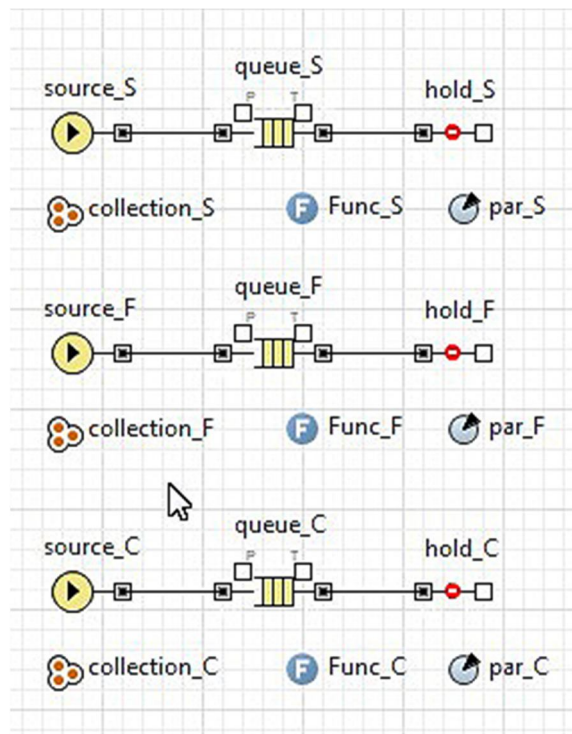 queue_S
source_S
hold_S
P T
collection_S
F Func_S
par_S
queue_F
source_F
hold_F
P T
collection_F
F Func_F
par_F
queue_C
source_C
hold_C
P T
collection_C
F Func_C
par_C